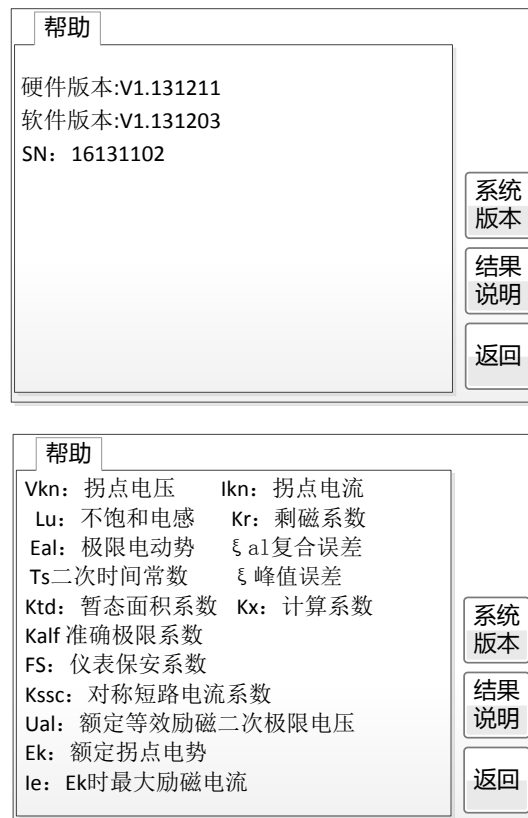 帮助
硬件版本:V1.131211
软件版本:V1.131203
SN：16131102
系统
版本
结果
说明
返回
帮助
Vkn：拐点电压 Ikn：拐点电流
Lu：不饱和电感 Kr：剩磁系数
Eal：极限电动势 ξal复合误差
Ts二次时间常数 ξ峰值误差
Ktd：暂态面积系数 Kx：计算系数
Kalf 准确极限系数
FS：仪表保安系数
Kssc：对称短路电流系数
Ual：额定等效励磁二次极限电压
Ek：额定拐点电势
Ie：Ek时最大励磁电流
系统
版本
结果
说明
返回